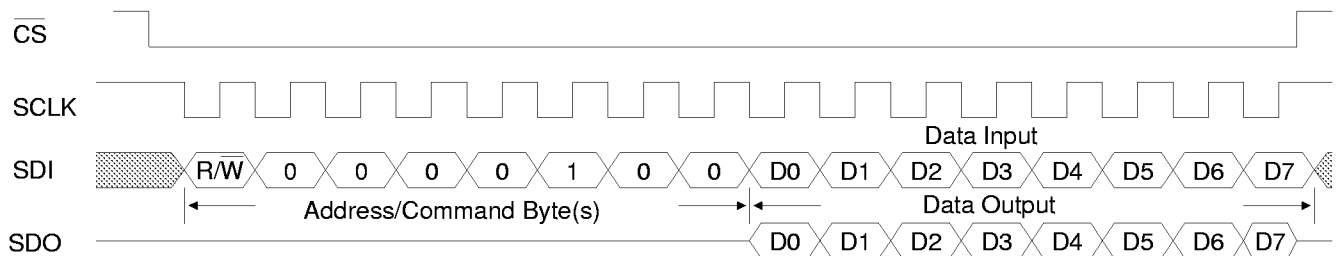 CS
SCLK
Data Input
SDI R/W 0 0 0 0 1 0 0 D0 D1 D2 D3 D4 D5 D6 D7
Address/Command Byte(s) Data Output
SDO D0 D1 D2 D3 D4 D5 D6 D7